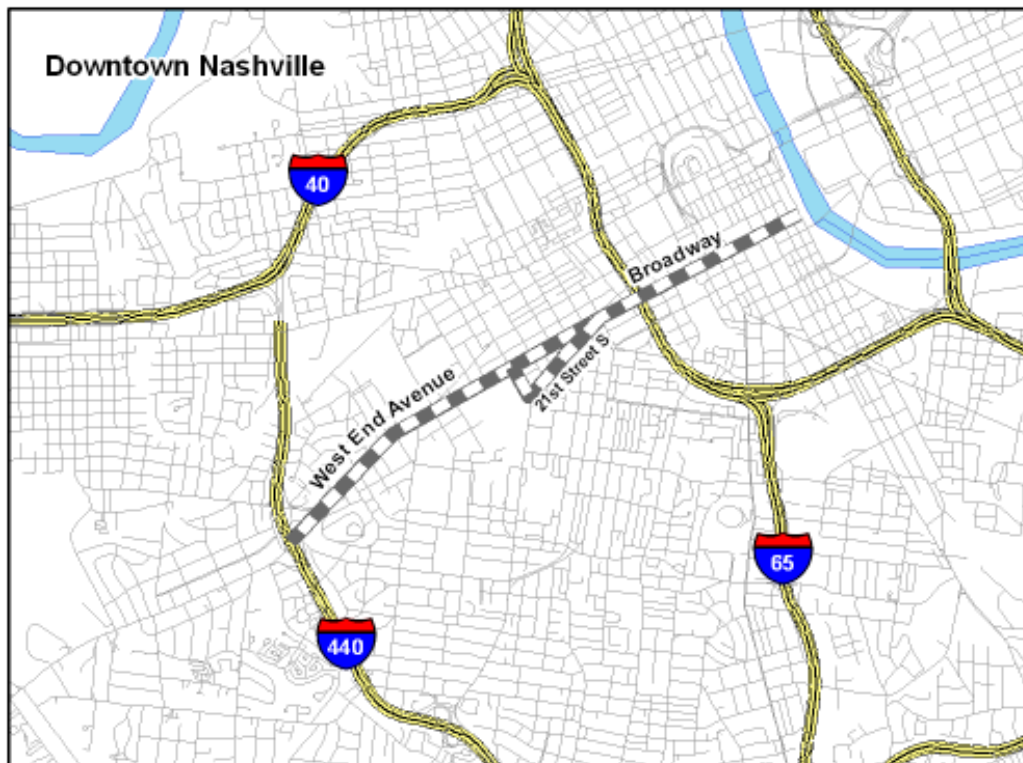 Downtown Nashville
40
Broadway
21st Street S
West End Avenue
65
440